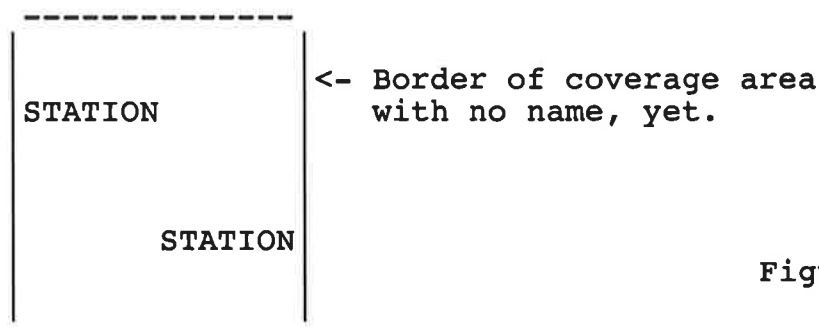 <- Border of coverage area
STATION with no name, yet.
STATION